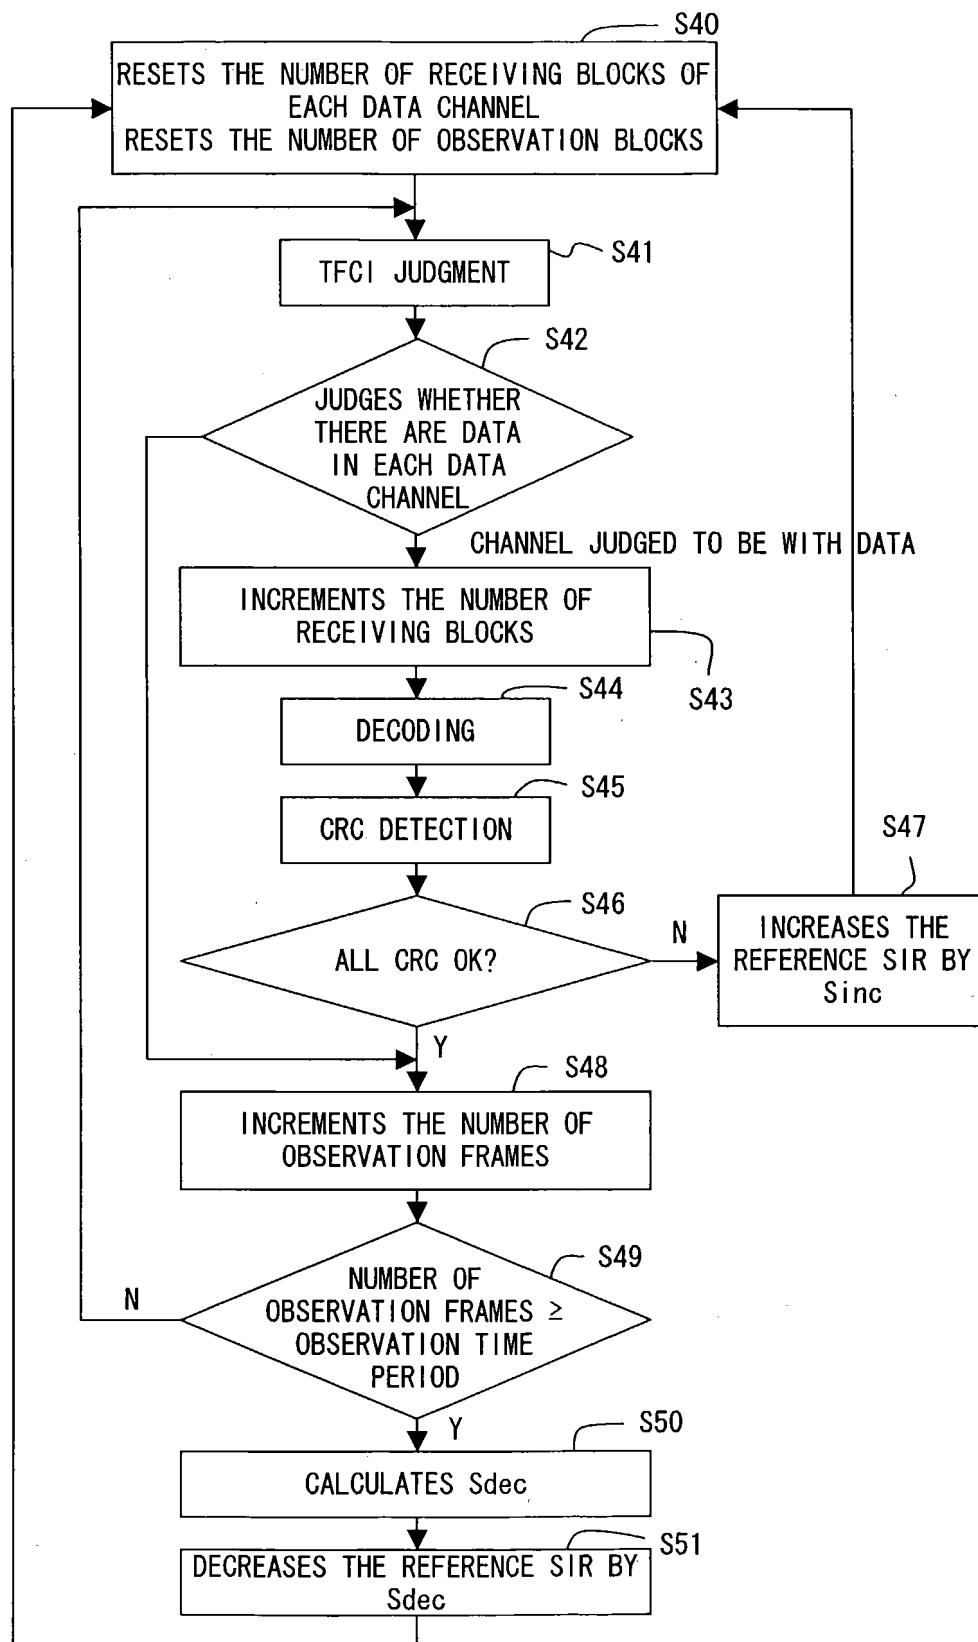 S40
RESETS THE NUMBER OF RECEIVING BLOCKS OF
EACH DATA CHANNEL
RESETS THE NUMBER OF OBSERVATION BLOCKS
S41
TFCI JUDGMENT
S42
JUDGES WHETHER
THERE ARE DATA
IN EACH DATA
CHANNEL
CHANNEL JUDGED TO BE WITH DATA
INCREMENTS THE NUMBER OF
RECEIVING BLOCKS
S43
S44
DECODING
S45
CRC DETECTION
S46
ALL CRC OK?
N
S47
INCREASES THE
REFERENCE SIR BY
Sinc
Y
S48
INCREMENTS THE NUMBER OF
OBSERVATION FRAMES
S49
NUMBER OF
OBSERVATION FRAMES ≥
OBSERVATION TIME
PERIOD
N
Y
S50
CALCULATES Sdec
S51
DECREASES THE REFERENCE SIR BY
Sdec